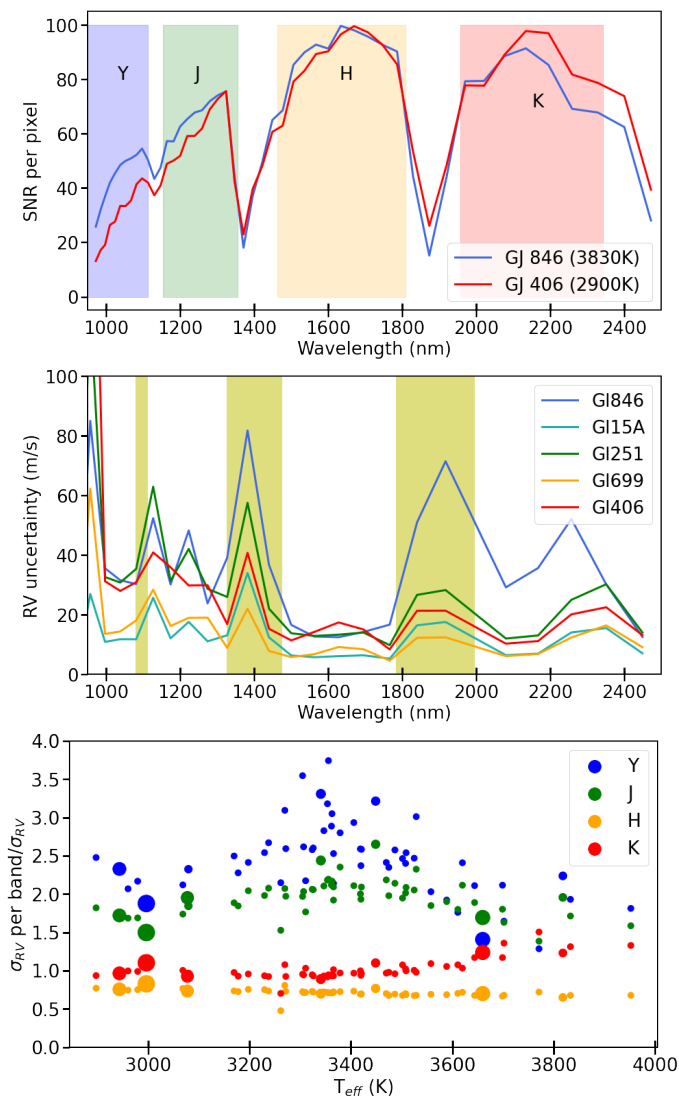 100
80
60
40
20
0
SNR per pixel
Y
J
H
K
GJ 846 (3830K)
GJ 406 (2900K)
1000 1200 1400 1600 1800 2000 2200 2400
Wavelength (nm)
100
80
60
40
20
0
RV uncertainty (m/s)
Gl846
Gl15A
Gl251
Gl699
Gl406
1000 1200 1400 1600 1800 2000 2200 2400
Wavelength (nm)
4.0
3.5
3.0
2.5
2.0
1.5
1.0
0.5
0.0
σRV per band/σRV
Y
J
H
K
3000 3200 3400 3600 3800 4000
Teff (K)